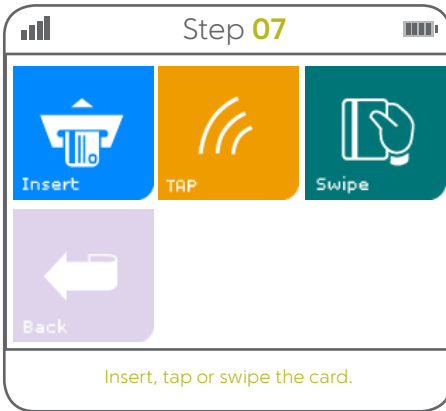 Step 07
Insert
TAP
Swipe
Back
Insert, tap or swipe the card.